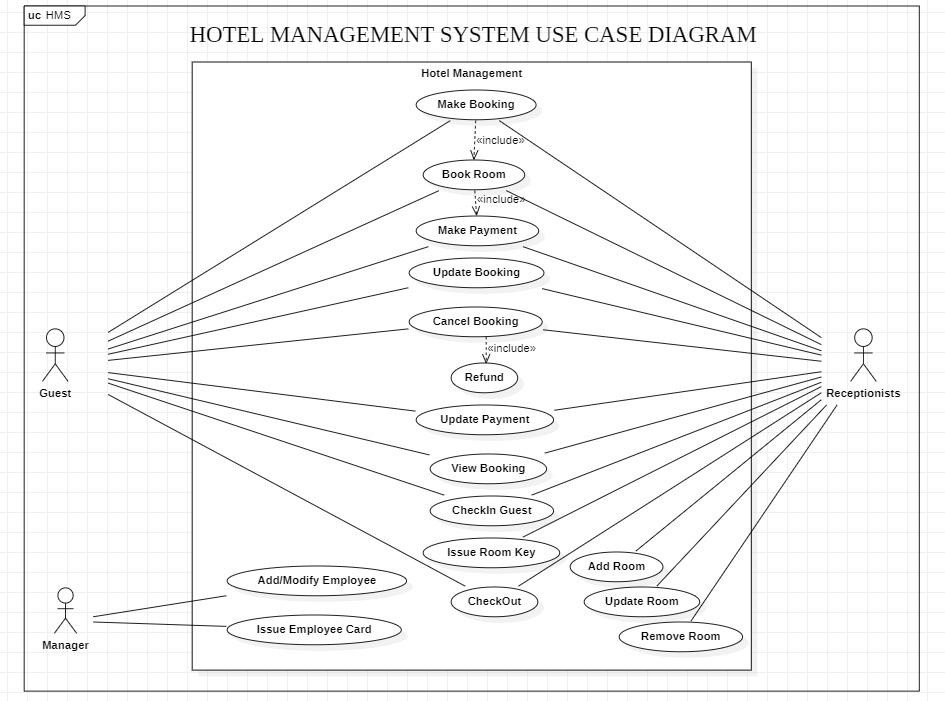 uc HMS
HOTEL MANAGEMENT SYSTEM USE CASE DIAGRAM
Hotel Management
Make Booking
«include»
Book Room
«include»
Make Payment
Update Booking
Cancel Booking
«include»
Refund
Guest
Receptionists
Update Payment
View Booking
CheckIn Guest
Issue Room Key
Add Room
Add/Modify Employee
CheckOut
Update Room
Issue Employee Card
Remove Room
Manager